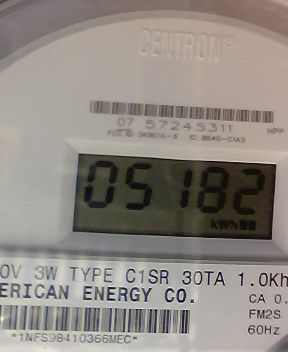 CENTRON®
07 57245311 HPP
05182
kWh
0V 3W TYPE C1SR 30TA 1.0Kh
ERICAN ENERGY CO.
CA 0.
FM2S
60Hz
*1NFS98410366MEC*